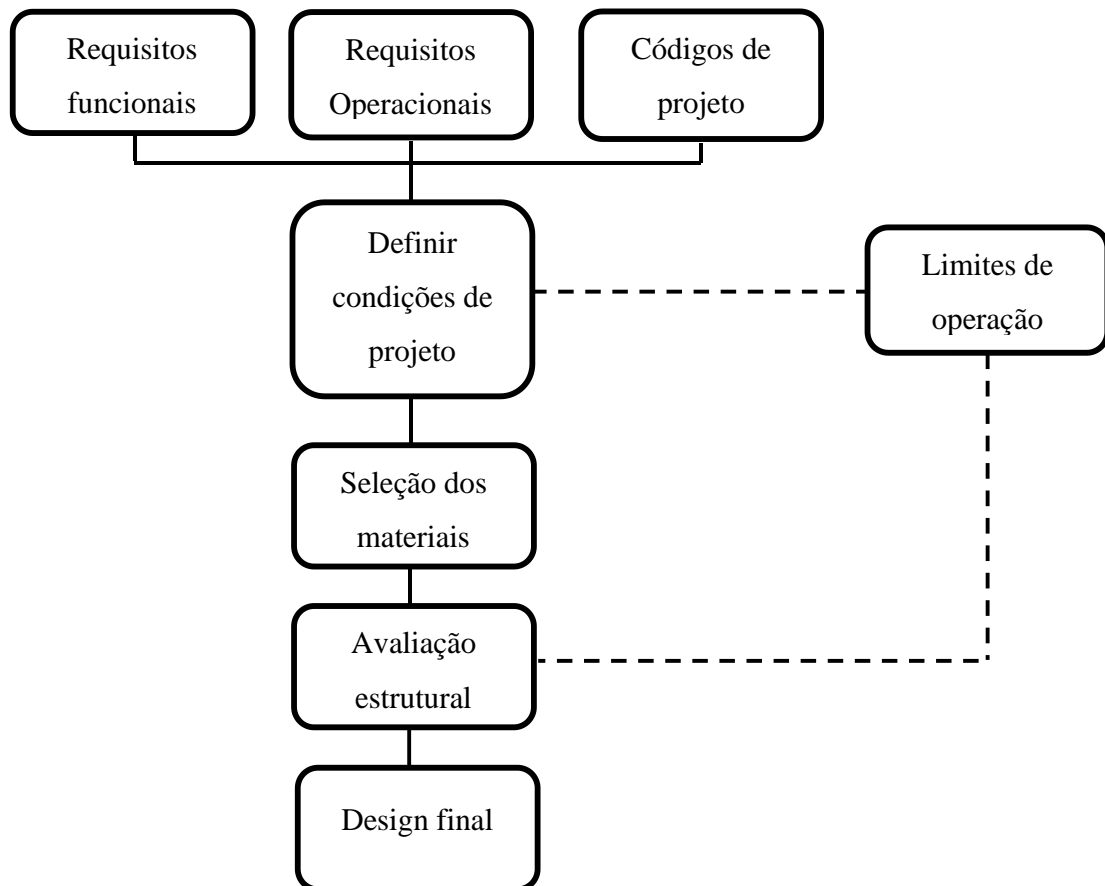 Requisitos
funcionais
Requisitos
Operacionais
Códigos de
projeto
Definir
condições de
projeto
Limites de
operação
Seleção dos
materiais
Avaliação
estrutural
Design final